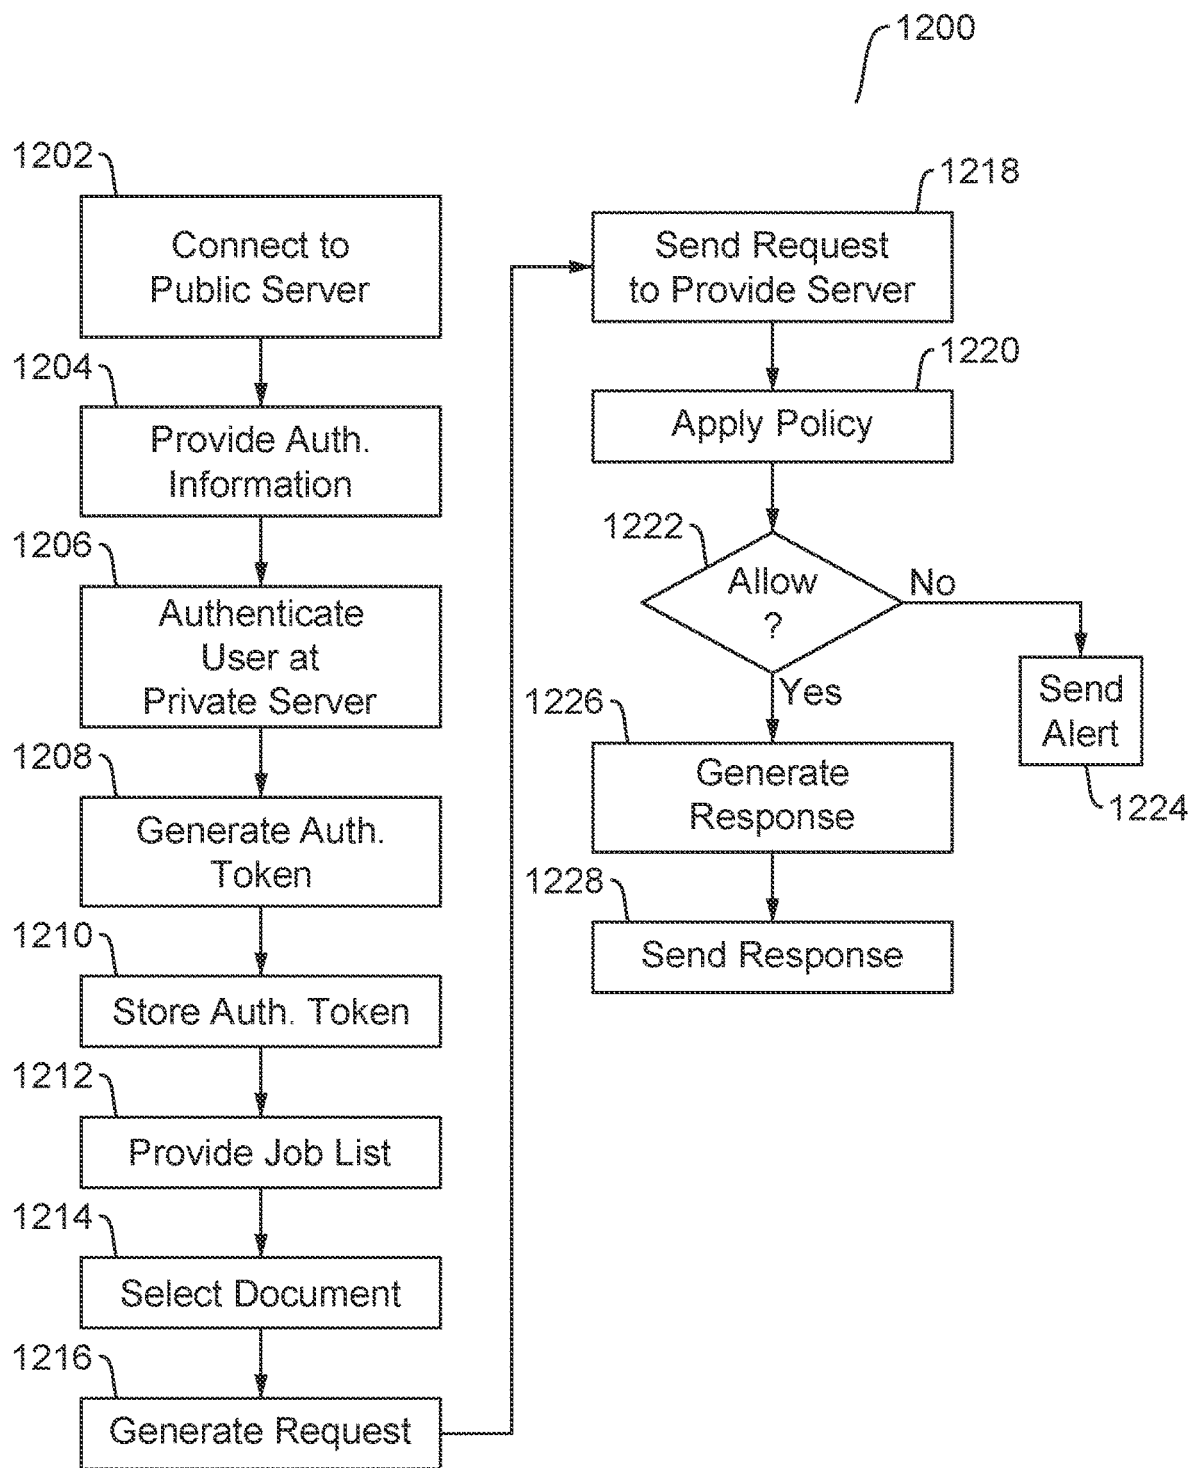 1200
1202
Connect to
Public Server
1204
Provide Auth.
Information
1206
Authenticate
User at
Private Server
1208
Generate Auth.
Token
1210
Store Auth. Token
1212
Provide Job List
1214
Select Document
1216
Generate Request
1218
Send Request
to Provide Server
1220
Apply Policy
1222
Allow
?
No
Yes
Send
Alert
1224
1226
Generate
Response
1228
Send Response